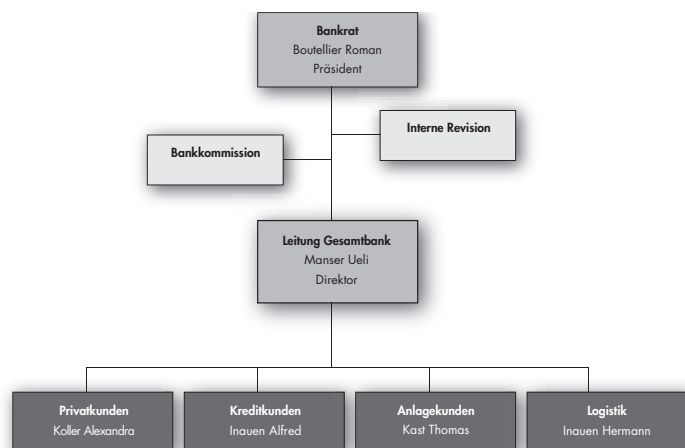 Bankrat
Boutellier Roman
Präsident
Interne Revision
Bankkommission
Leitung Gesamtbank
Manser Ueli
Direktor
Privatkunden
Koller Alexandra
Kreditkunden
Inauen Alfred
Anlagekunden
Kast Thomas
Logistik
Inauen Hermann